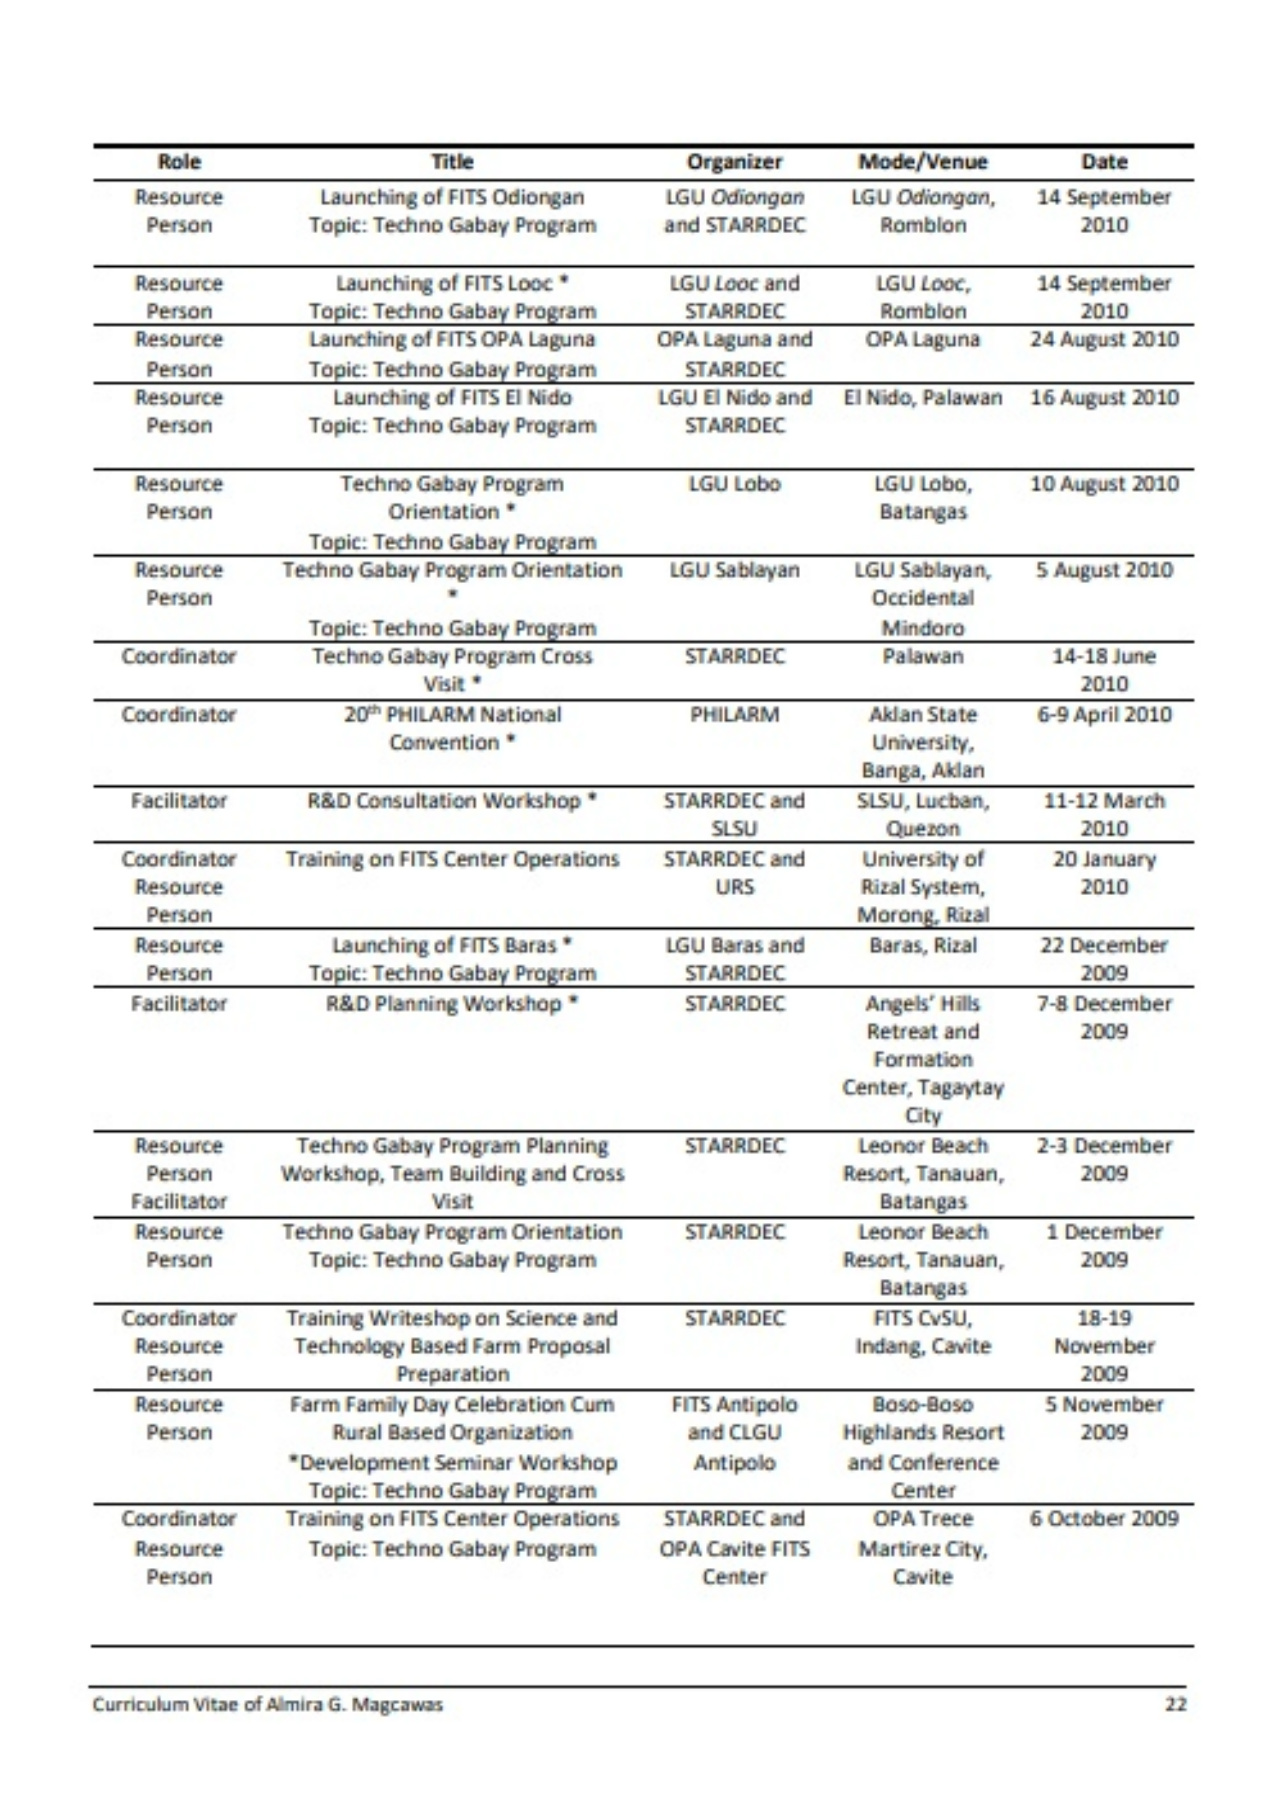 Role Title Organizer Mode/Venue Date
Resource Launching of FITS Odiongan LGU Odiongan LGU Odiongan, 14 September
Person Topic: Techno Gabay Program and STARRDEC Romblon 2010
Resource Launching of FITS Looc * LGU Looc and LGU Looc, 14 September
Person Topic: Techno Gabay Program STARRDEC Romblon 2010
Resource Launching of FITS OPA Laguna OPA Laguna and OPA Laguna 24 August 2010
Person Topic: Techno Gabay Program STARRDEC
Resource Launching of FITS El Nido LGU El Nido and El Nido, Palawan 16 August 2010
Person Topic: Techno Gabay Program STARRDEC
Resource Techno Gabay Program LGU Lobo LGU Lobo, 10 August 2010
Person Orientation * Batangas
Topic: Techno Gabay Program
Resource Techno Gabay Program Orientation LGU Sablayan LGU Sablayan, 5 August 2010
Person * Occidental
Topic: Techno Gabay Program Mindoro
Coordinator Techno Gabay Program Cross STARRDEC Palawan 14-18 June
Visit * 2010
Coordinator 20th PHILARM National PHILARM Aklan State 6-9 April 2010
Convention * University,
Banga, Aklan
Facilitator R&D Consultation Workshop * STARRDEC and SLSU, Lucban, 11-12 March
SLSU Quezon 2010
Coordinator Training on FITS Center Operations STARRDEC and University of 20 January
Resource URS Rizal System, 2010
Person Morong, Rizal
Resource Launching of FITS Baras * LGU Baras and Baras, Rizal 22 December
Person Topic: Techno Gabay Program STARRDEC 2009
Facilitator R&D Planning Workshop * STARRDEC Angels' Hills 7-8 December
Retreat and 2009
Formation
Center, Tagaytay
City
Resource Techno Gabay Program Planning STARRDEC Leonor Beach 2-3 December
Person Workshop, Team Building and Cross Resort, Tanauan, 2009
Facilitator Visit Batangas
Resource Techno Gabay Program Orientation STARRDEC Leonor Beach 1 December
Person Topic: Techno Gabay Program Resort, Tanauan, 2009
Batangas
Coordinator Training Writeshop on Science and STARRDEC FITS CvSU, 18-19
Resource Technology Based Farm Proposal Indang, Cavite November
Person Preparation 2009
Resource Farm Family Day Celebration Cum FITS Antipolo Boso-Boso 5 November
Person Rural Based Organization and CLGU Highlands Resort 2009
*Development Seminar Workshop Antipolo and Conference
Topic: Techno Gabay Program Center
Coordinator Training on FITS Center Operations STARRDEC and OPA Trece 6 October 2009
Resource Topic: Techno Gabay Program OPA Cavite FITS Martirez City,
Person Center Cavite
Curriculum Vitae of Almira G. Magcawas 22